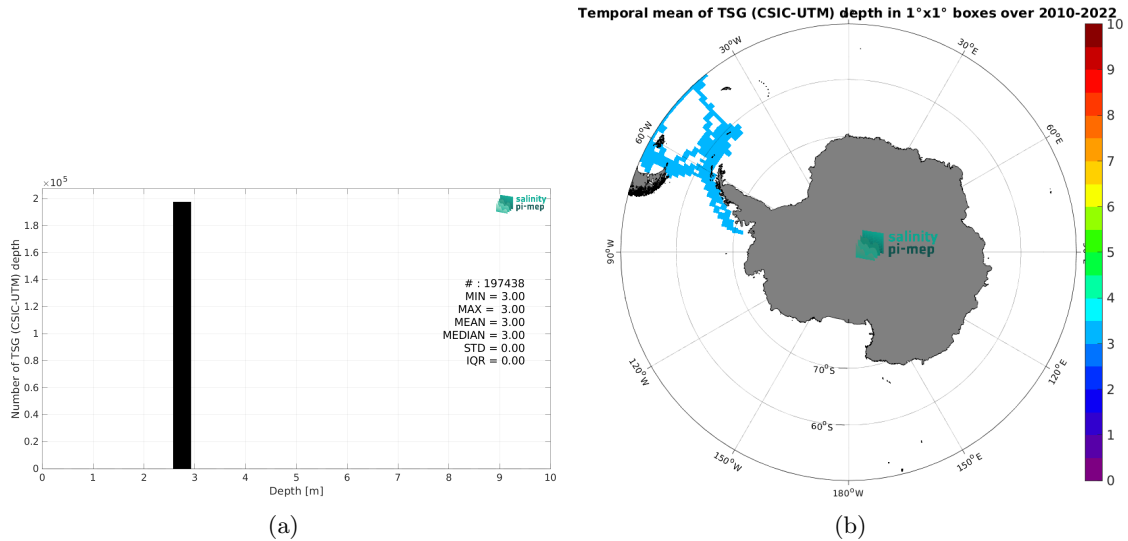 Temporal mean of TSG (CSIC-UTM) depth in 1°x1° boxes over 2010-2022
×10⁵
2
1.8
1.6
1.4
1.2
1
0.8
0.6
0.4
0.2
0
Number of TSG (CSIC-UTM) depth
salinity
pi-mep
# : 197438
MIN = 3.00
MAX = 3.00
MEAN = 3.00
MEDIAN = 3.00
STD = 0.00
IQR = 0.00
0 1 2 3 4 5 6 7 8 9 10
Depth [m]
(a)
30°W
30°E
60°W
60°E
90°W
120°W
120°E
150°W
150°E
180°W
70°S
60°S
salinity
pi-mep
10
9
8
7
6
5
4
3
2
1
0
(b)